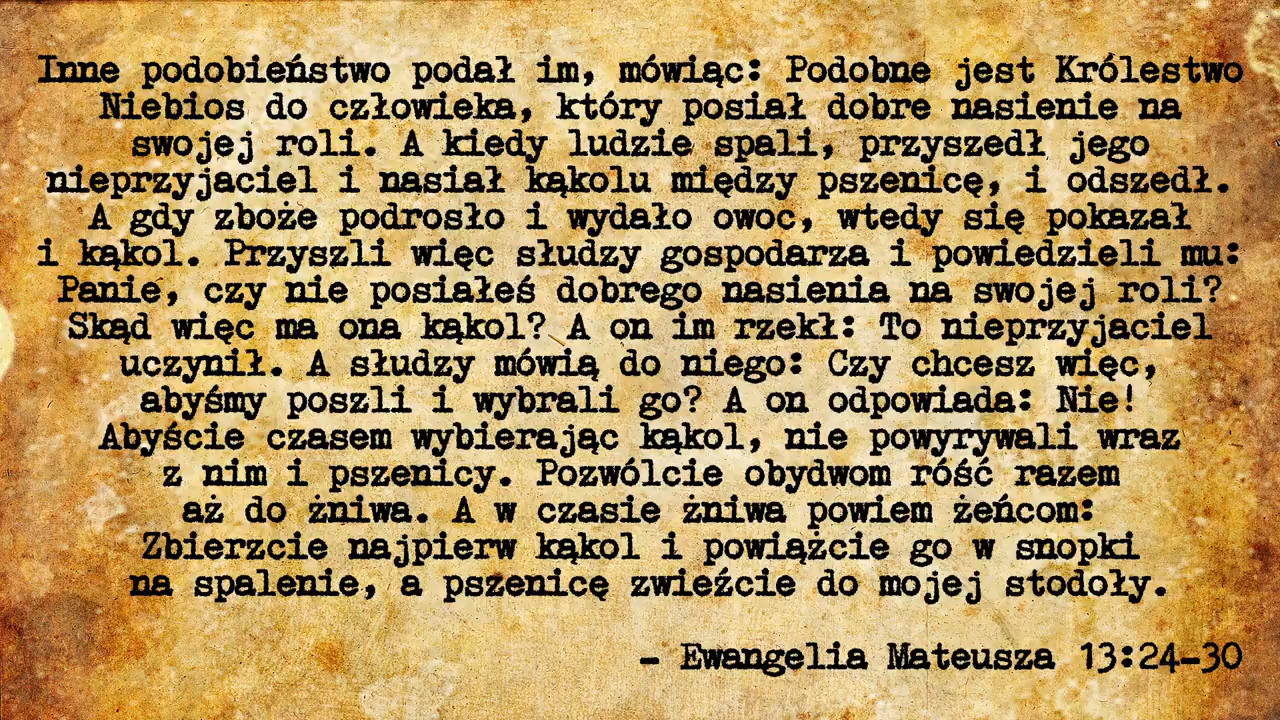 Inne podobieństwo podał im, mówiąc: Podobne jest Królestwo
Niebios do człowieka, który posiał dobre nasienie na
swojej roli. A kiedy ludzie spali, przyszedł jego
nieprzyjaciel i nasiał kąkolu między pszenicę, i odszedł.
A gdy zboże podrosło i wydało owoc, wtedy się pokazał
i kąkol. Przyszli więc słudzy gospodarza i powiedzieli mu:
Panie, czy nie posiałeś dobrego nasienia na swojej roli?
Skąd więc ma ona kąkol? A on im rzekł: To nieprzyjaciel
uczynił. A słudzy mówią do niego: Czy chcesz więc,
abyśmy poszli i wybrali go? A on odpowiada: Nie!
Abyście czasem wybierając kąkol, nie powyrywali wraz
z nim i pszenicy. Pozwólcie obydwom róść razem
aż do żniwa. A w czasie żniwa powiem żeńcom:
Zbierzcie najpierw kąkol i powiążcie go w snopki
na spalenie, a pszenicę zwieźcie do mojej stodoły.
- Ewangelia Mateusza 13:24-30